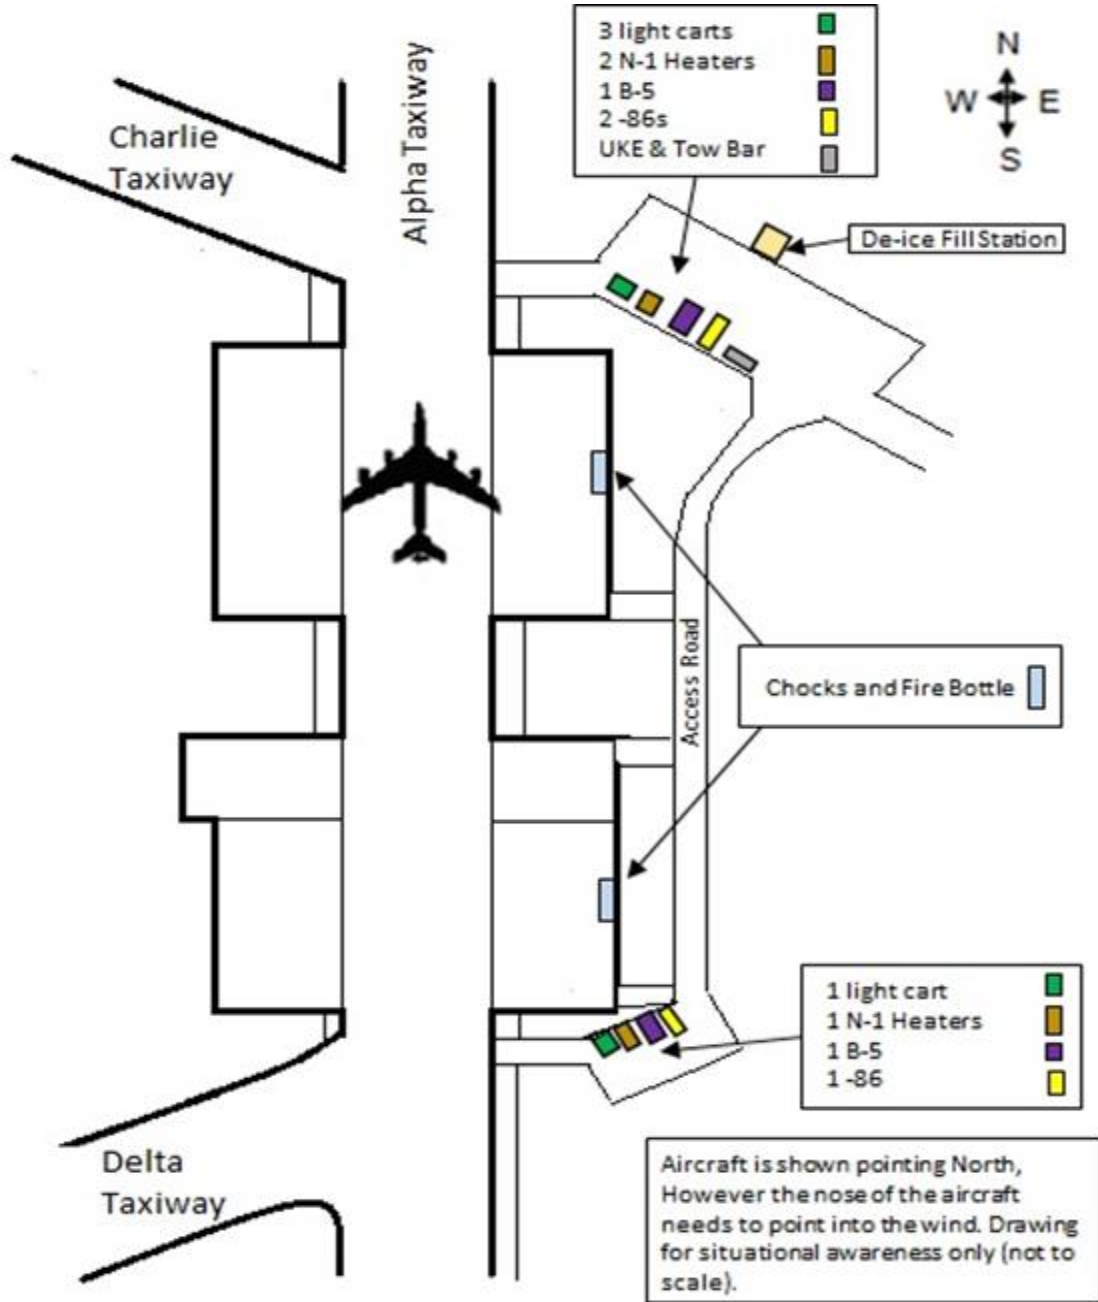 3 light carts
2 N-1 Heaters
1 B-5
2 -86s
UKE & Tow Bar
N
W E
S
Charlie
Taxiway
Alpha Taxiway
De-ice Fill Station
Access Road
Chocks and Fire Bottle
1 light cart
1 N-1 Heaters
1 B-5
1 -86
Delta
Taxiway
Aircraft is shown pointing North,
However the nose of the aircraft
needs to point into the wind. Drawing
for situational awareness only (not to
scale).